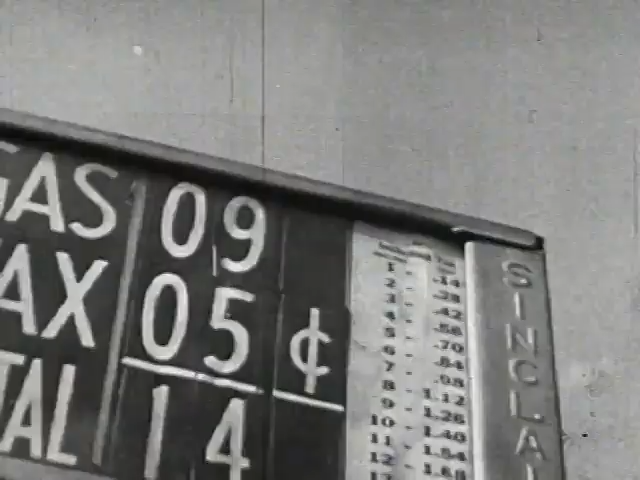 GAS 09
TAX 05 ¢
TAL 14
1 - .14
2 - .28
3 - .42
4 - .56
5 - .70
6 - .84
7 - .98
8 - 1.12
9 - 1.26
10 - 1.40
11 - 1.54
12 - 1.68
SINCLAI